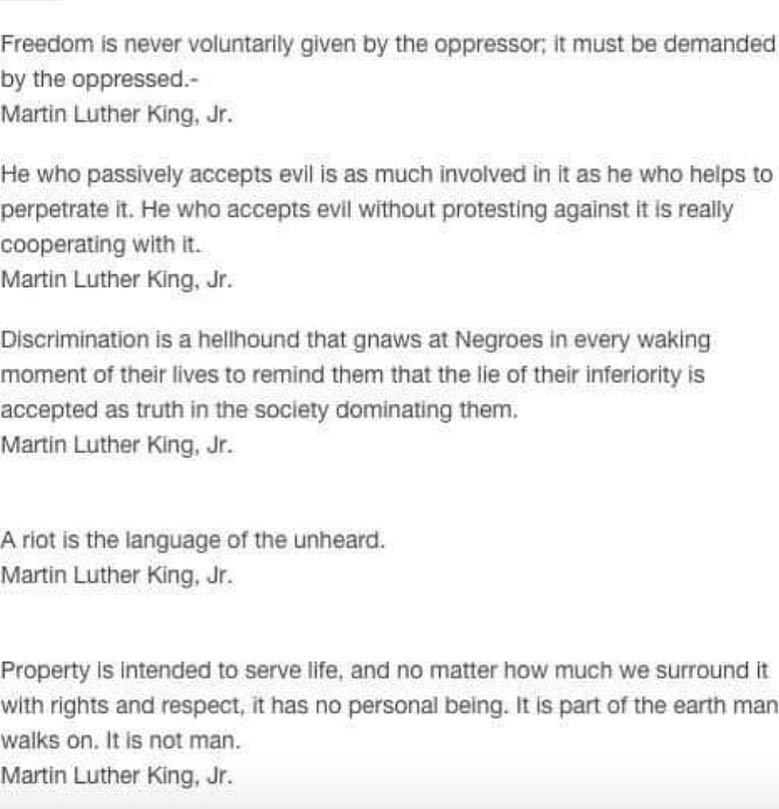 Freedom is never voluntarily given by the oppressor; it must be demanded
by the oppressed.-
Martin Luther King, Jr.
He who passively accepts evil is as much involved in it as he who helps to
perpetrate it. He who accepts evil without protesting against it is really
cooperating with it.
Martin Luther King, Jr.
Discrimination is a hellhound that gnaws at Negroes in every waking
moment of their lives to remind them that the lie of their inferiority is
accepted as truth in the society dominating them.
Martin Luther King, Jr.
A riot is the language of the unheard.
Martin Luther King, Jr.
Property is intended to serve life, and no matter how much we surround it
with rights and respect, it has no personal being. It is part of the earth man
walks on. It is not man.
Martin Luther King, Jr.